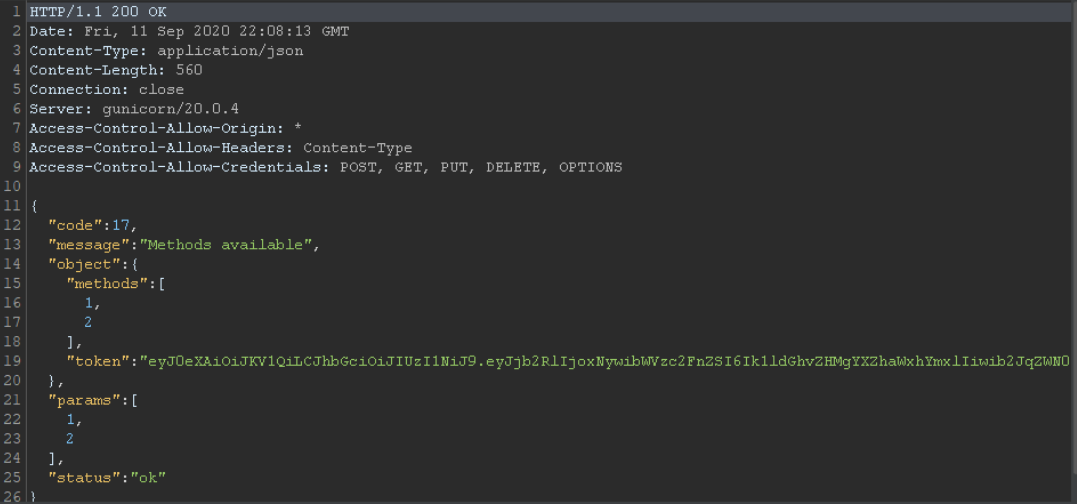 1 HTTP/1.1 200 OK
2 Date: Fri, 11 Sep 2020 22:08:13 GMT
3 Content-Type: application/json
4 Content-Length: 560
5 Connection: close
6 Server: gunicorn/20.0.4
7 Access-Control-Allow-Origin: *
8 Access-Control-Allow-Headers: Content-Type
9 Access-Control-Allow-Credentials: POST, GET, PUT, DELETE, OPTIONS
10
11 {
12 "code":17,
13 "message":"Methods available",
14 "object":{
15 "methods":[
16 1,
17 2
18 ],
19 "token":"eyJ0eXAiOiJKV1QiLCJhbGciOiJIUzI1NiJ9.eyJjb2RlIjoxNywibWVzc2FnZSI6Ik1ldGhvZHMgYXZhaWxhYmxlIiwib2JqZWN0
20 },
21 "params":[
22 1,
23 2
24 ],
25 "status":"ok"
26 }